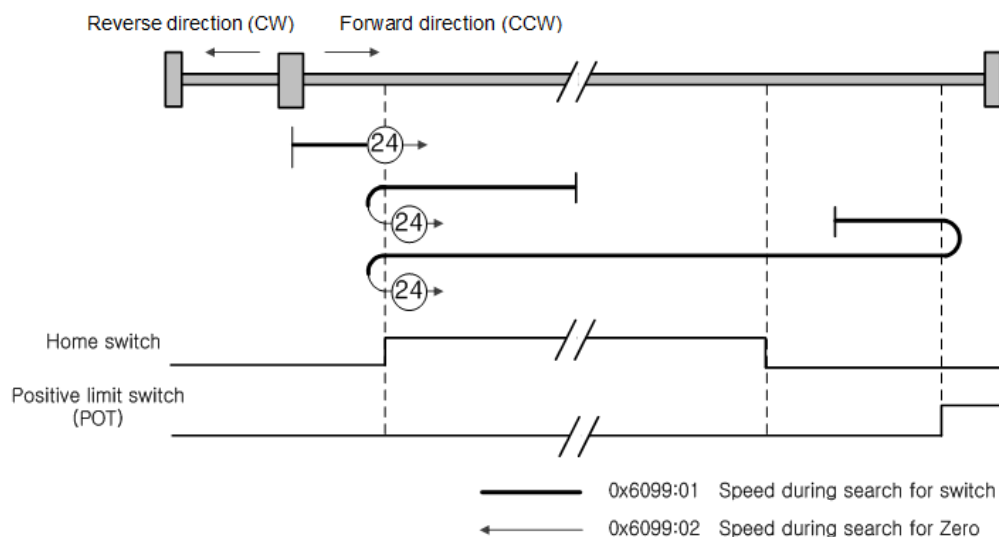 Reverse direction (CW) Forward direction (CCW)
24
24
24
Home switch
Positive limit switch
(POT)
0x6099:01 Speed during search for switch
0x6099:02 Speed during search for Zero